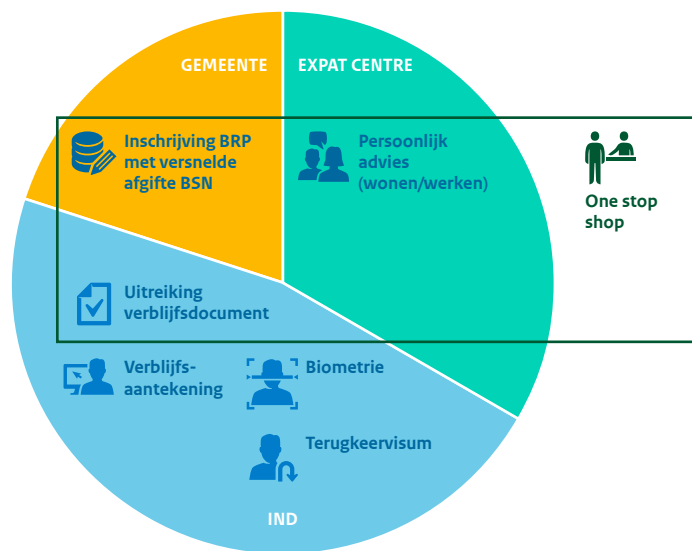 GEMEENTE
EXPAT CENTRE
Inschrijving BRP
met versnelde
afgifte BSN
Persoonlijk
advies
(wonen/werken)
One stop
shop
Uitreiking
verblijfsdocument
Verblijfs-
aantekening
Biometrie
Terugkeervisum
IND